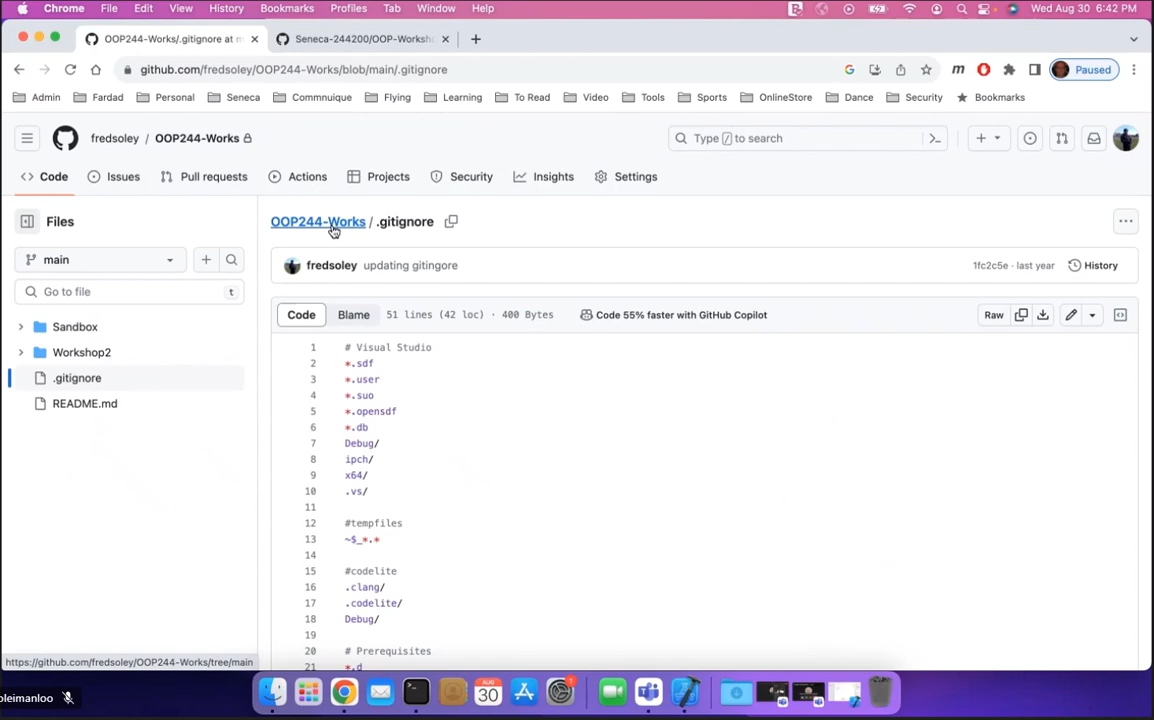 Chrome File Edit View History Bookmarks Profiles Tab Window Help Wed Aug 30 6:42 PM
OOP244-Works/.gitignore at m
Seneca-244200/OOP-Worksh
github.com/fredsoley/OOP244-Works/blob/main/.gitignore
Paused
Admin Fardad Personal Seneca Commnuique Flying Learning To Read Video Tools Sports OnlineStore Dance Security Bookmarks
fredsoley / OOP244-Works
Type / to search
Code Issues Pull requests Actions Projects Security Insights Settings
Files
OOP244-Works / .gitignore
main
fredsoley updating gitingore
1fc2c5e · last year
History
Go to file
t
Code Blame 51 lines (42 loc) · 400 Bytes Code 55% faster with GitHub Copilot
Raw
Sandbox
Workshop2
.gitignore
README.md
1 # Visual Studio
2 *.sdf
3 *.user
4 *.suo
5 *.opensdf
6 *.db
7 Debug/
8 ipch/
9 x64/
10 .vs/
11
12 #tempfiles
13 ~$_*.*
14
15 #codelite
16 .clang/
17 .codelite/
18 Debug/
19
20 # Prerequisites
21 *.d
https://github.com/fredsoley/OOP244-Works/tree/main
oleimanloo
AUG
30